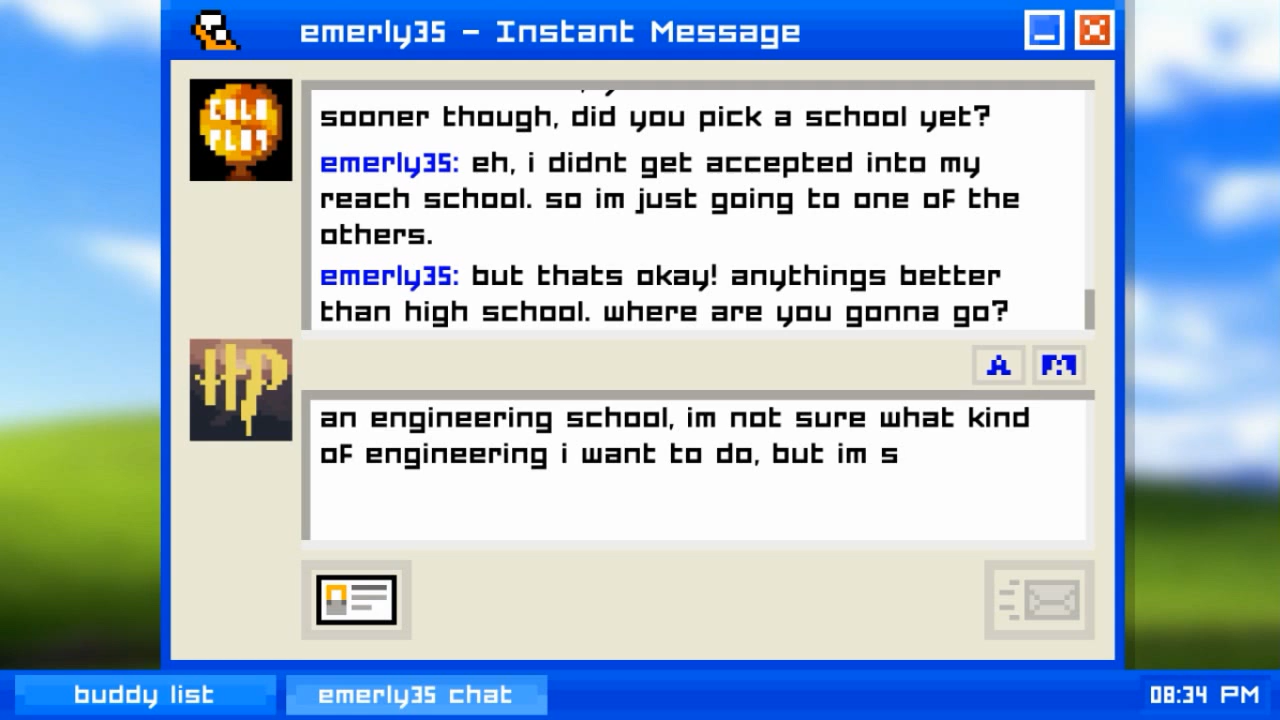 emerly35 - Instant Message
COLD
PLAY
sooner though, did you pick a school yet?
emerly35: eh, i didnt get accepted into my
reach school. so im just going to one of the
others.
emerly35: but thats okay! anythings better
than high school. where are you gonna go?
HP
A
an engineering school, im not sure what kind
of engineering i want to do, but im s
buddy list
emerly35 chat
08:34 PM